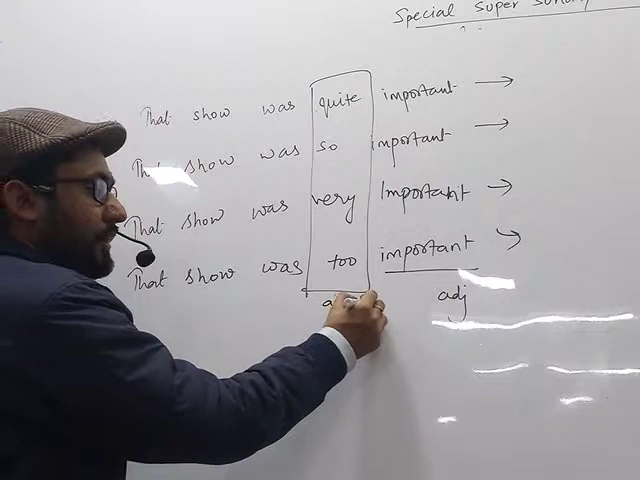 Special Super Sunday
That show was quite important →
That show was so important →
That show was very Important →
That show was too important →
adj